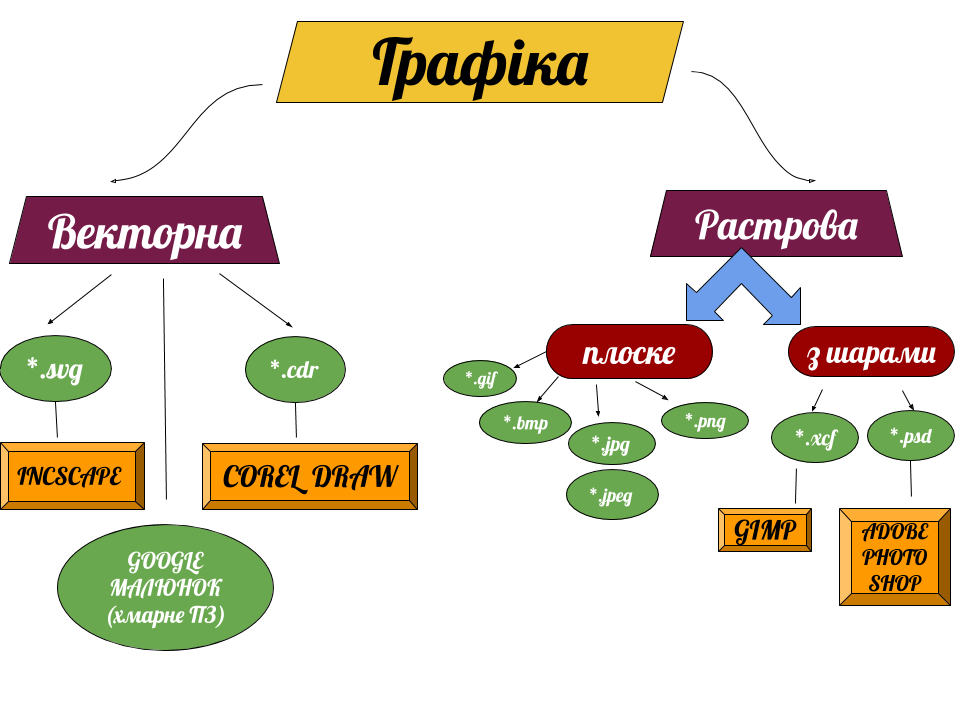 Графіка
Векторна
Растрова
*.svg
*.cdr
INCSCAPE
COREL DRAW
GOOGLE
МАЛЮНОК
(хмарне ПЗ)
плоске
з шарами
*.gif
*.bmp
*.jpg
*.jpeg
*.png
*.xcf
*.psd
GIMP
ADOBE
PHOTO
SHOP